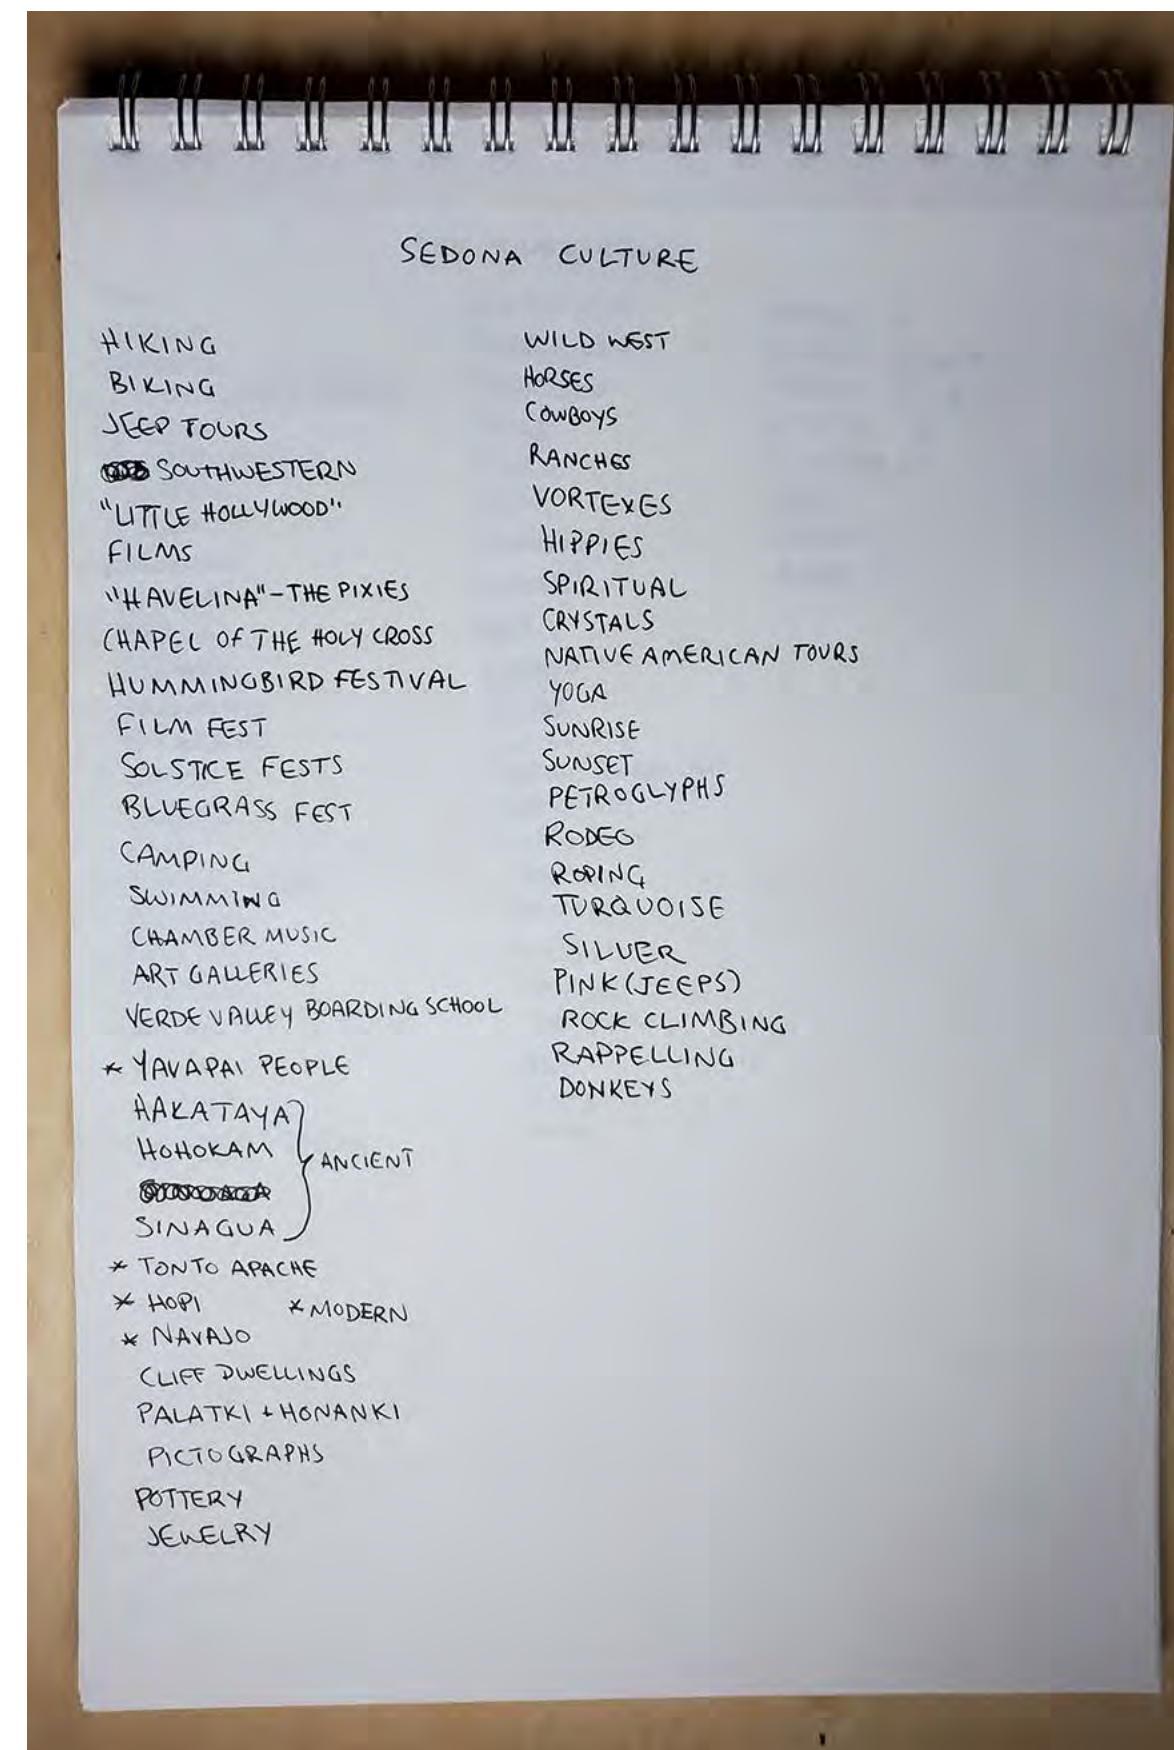 SEDONA CULTURE
HIKING
BIKING
JEEP TOURS
SOUTHWESTERN
"LITTLE HOLLYWOOD"
FILMS
"HAVELINA" - THE PIXIES
CHAPEL OF THE HOLY CROSS
HUMMINGBIRD FESTIVAL
FILM FEST
SOLSTICE FESTS
BLUEGRASS FEST
CAMPING
SWIMMING
CHAMBER MUSIC
ART GALLERIES
VERDE VALLEY BOARDING SCHOOL
* YAVAPAI PEOPLE
HAKATAYA
HOHOKAM
ANCIENT
SINAGUA
* TONTO APACHE
* HOPI * MODERN
* NAVAJO
CLIFF DWELLINGS
PALATKI + HONANKI
PICTOGRAPHS
POTTERY
JEWELRY
WILD WEST
HORSES
COWBOYS
RANCHES
VORTEXES
HIPPIES
SPIRITUAL
CRYSTALS
NATIVE AMERICAN TOURS
YOGA
SUNRISE
SUNSET
PETROGLYPHS
RODEO
ROPING
TURQUOISE
SILVER
PINK (JEEPS)
ROCK CLIMBING
RAPPELLING
DONKEYS